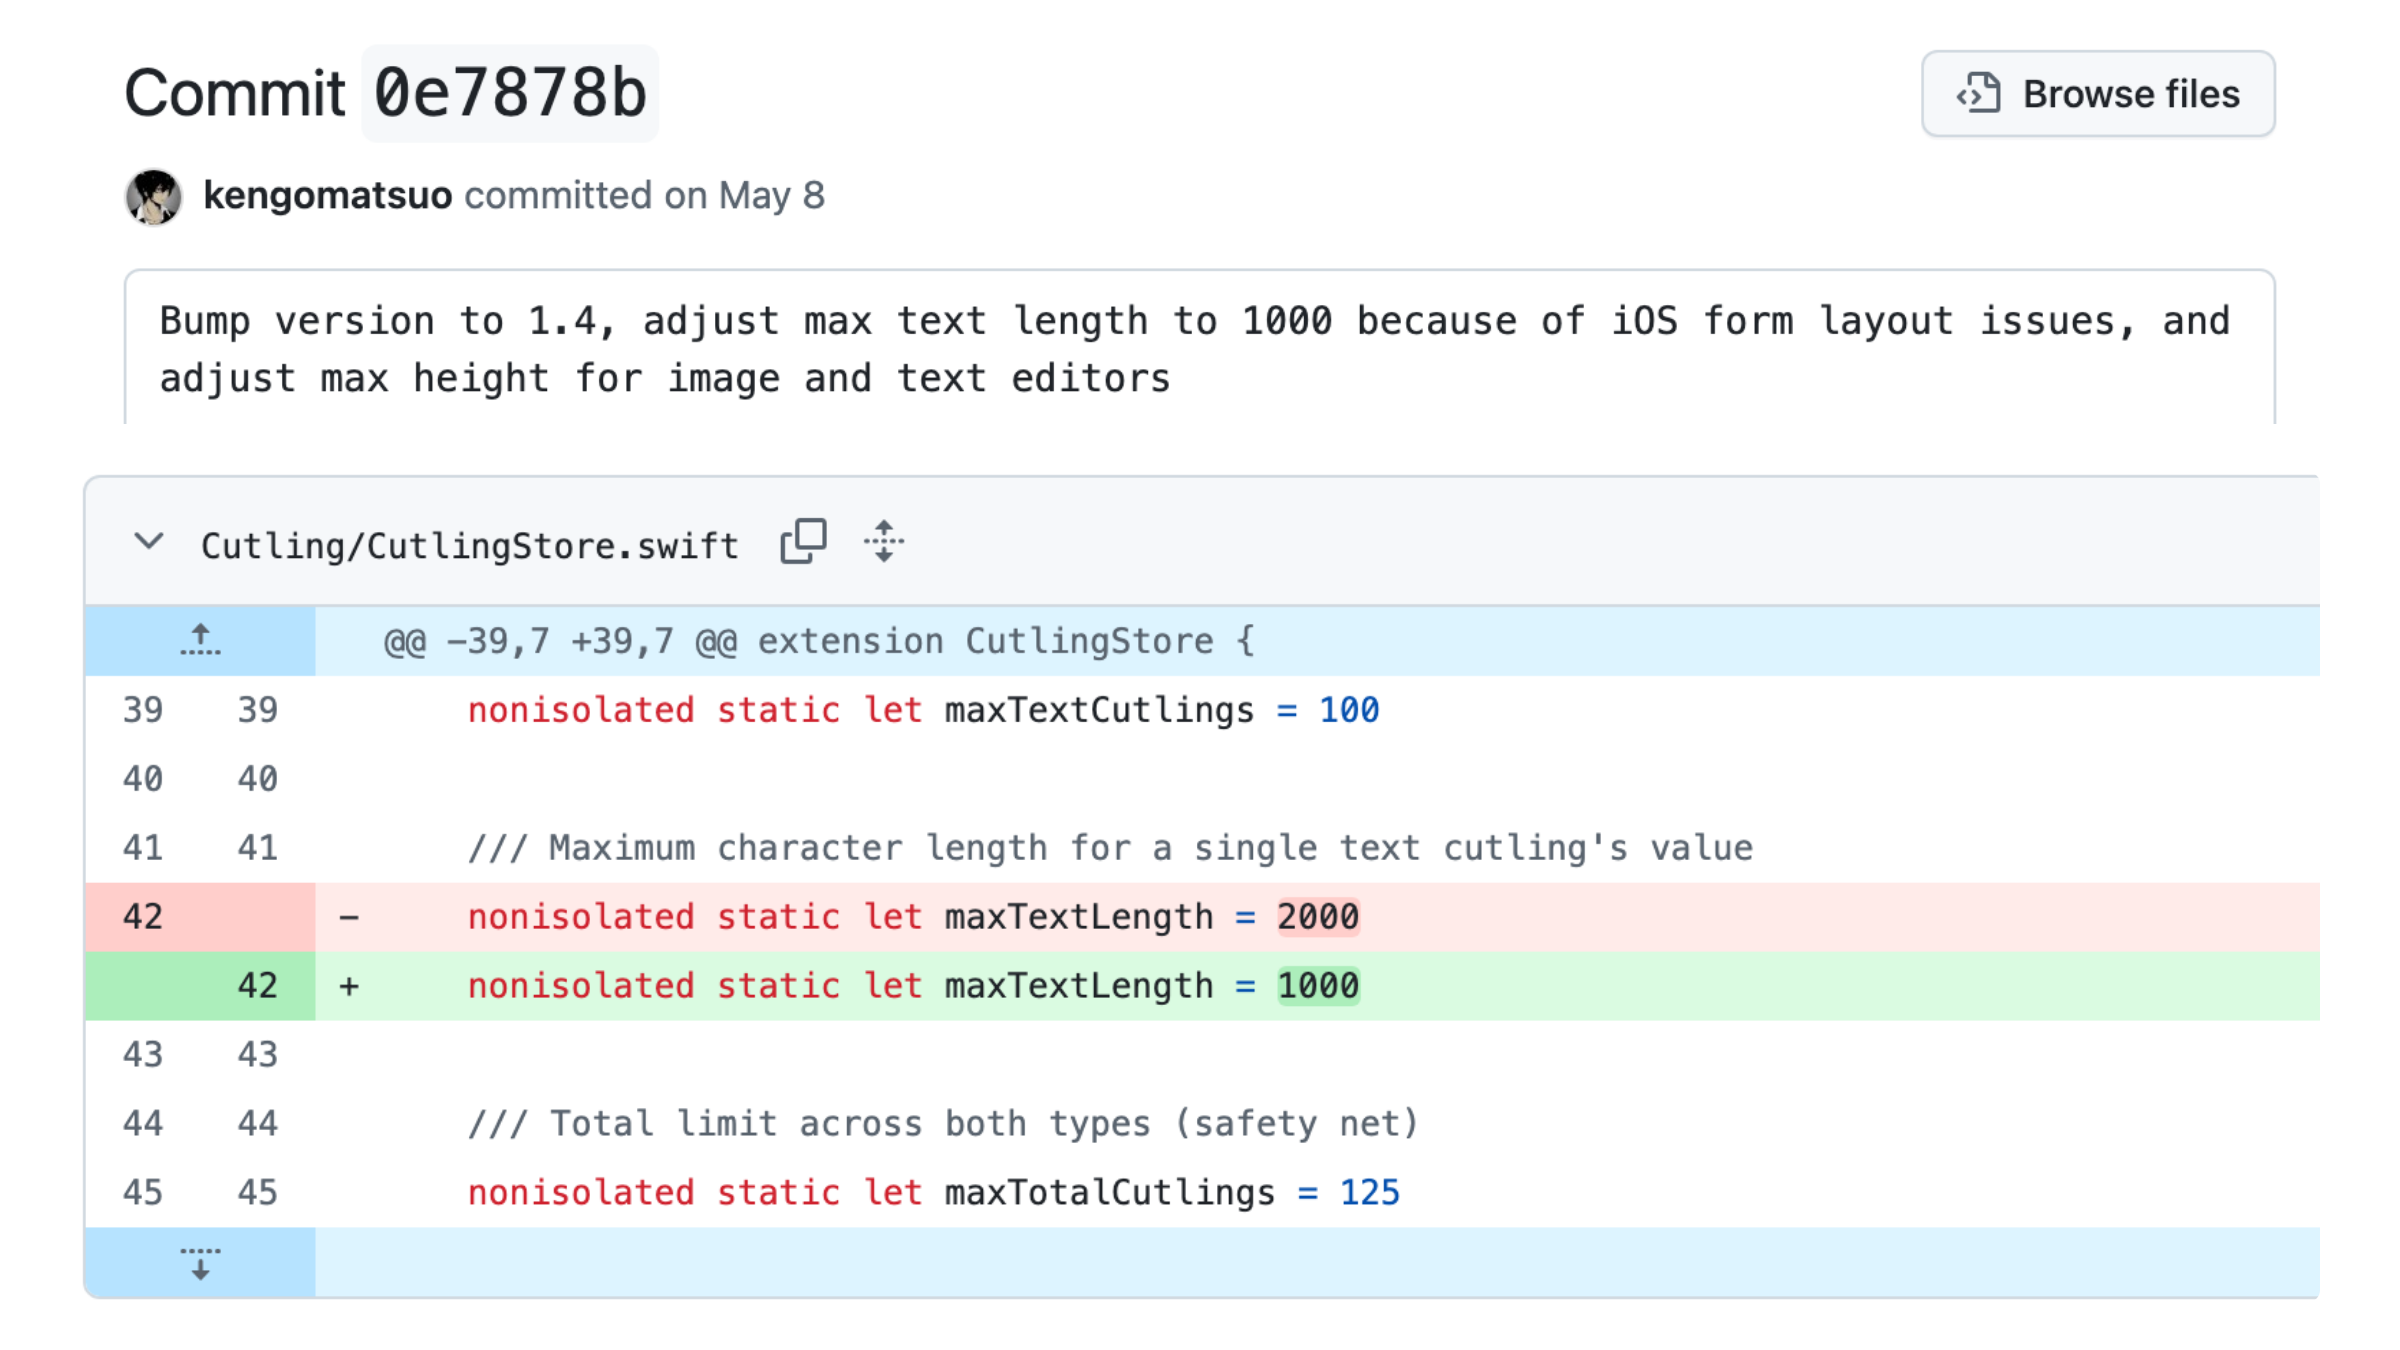 Commit 0e7878b
Browse files
kengomatsuo committed on May 8
Bump version to 1.4, adjust max text length to 1000 because of iOS form layout issues, and
adjust max height for image and text editors
Cutling/CutlingStore.swift
@@ -39,7 +39,7 @@ extension CutlingStore {
39 39 nonisolated static let maxTextCutlings = 100
40 40
41 41 /// Maximum character length for a single text cutling's value
42 - nonisolated static let maxTextLength = 2000
42 + nonisolated static let maxTextLength = 1000
43 43
44 44 /// Total limit across both types (safety net)
45 45 nonisolated static let maxTotalCutlings = 125